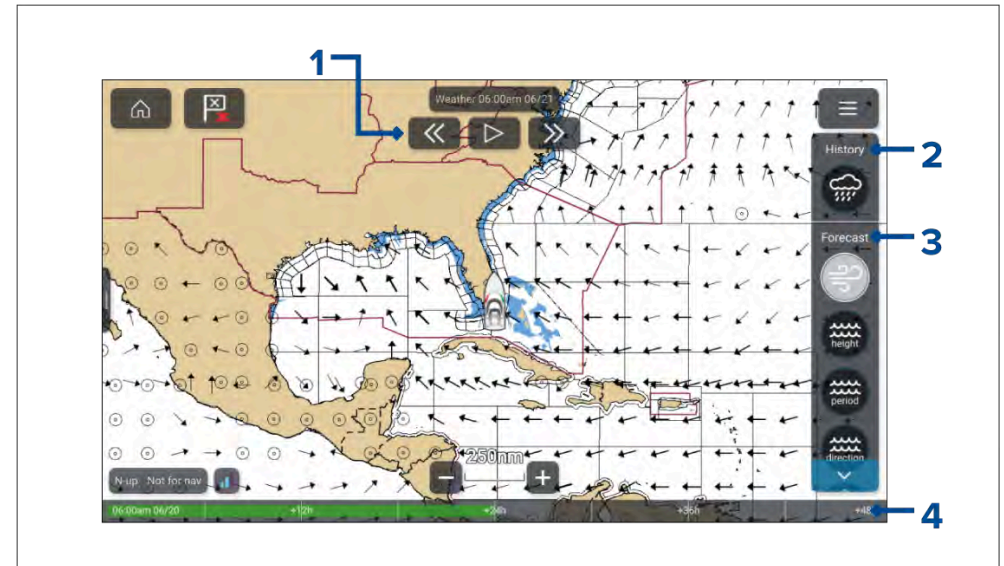 1
Weather 06:00am 06/21
History
2
Forecast
3
height
period
direction
250nm
N-up Not for nav
06:00am 06/20 +12h +24h +36h +48
4